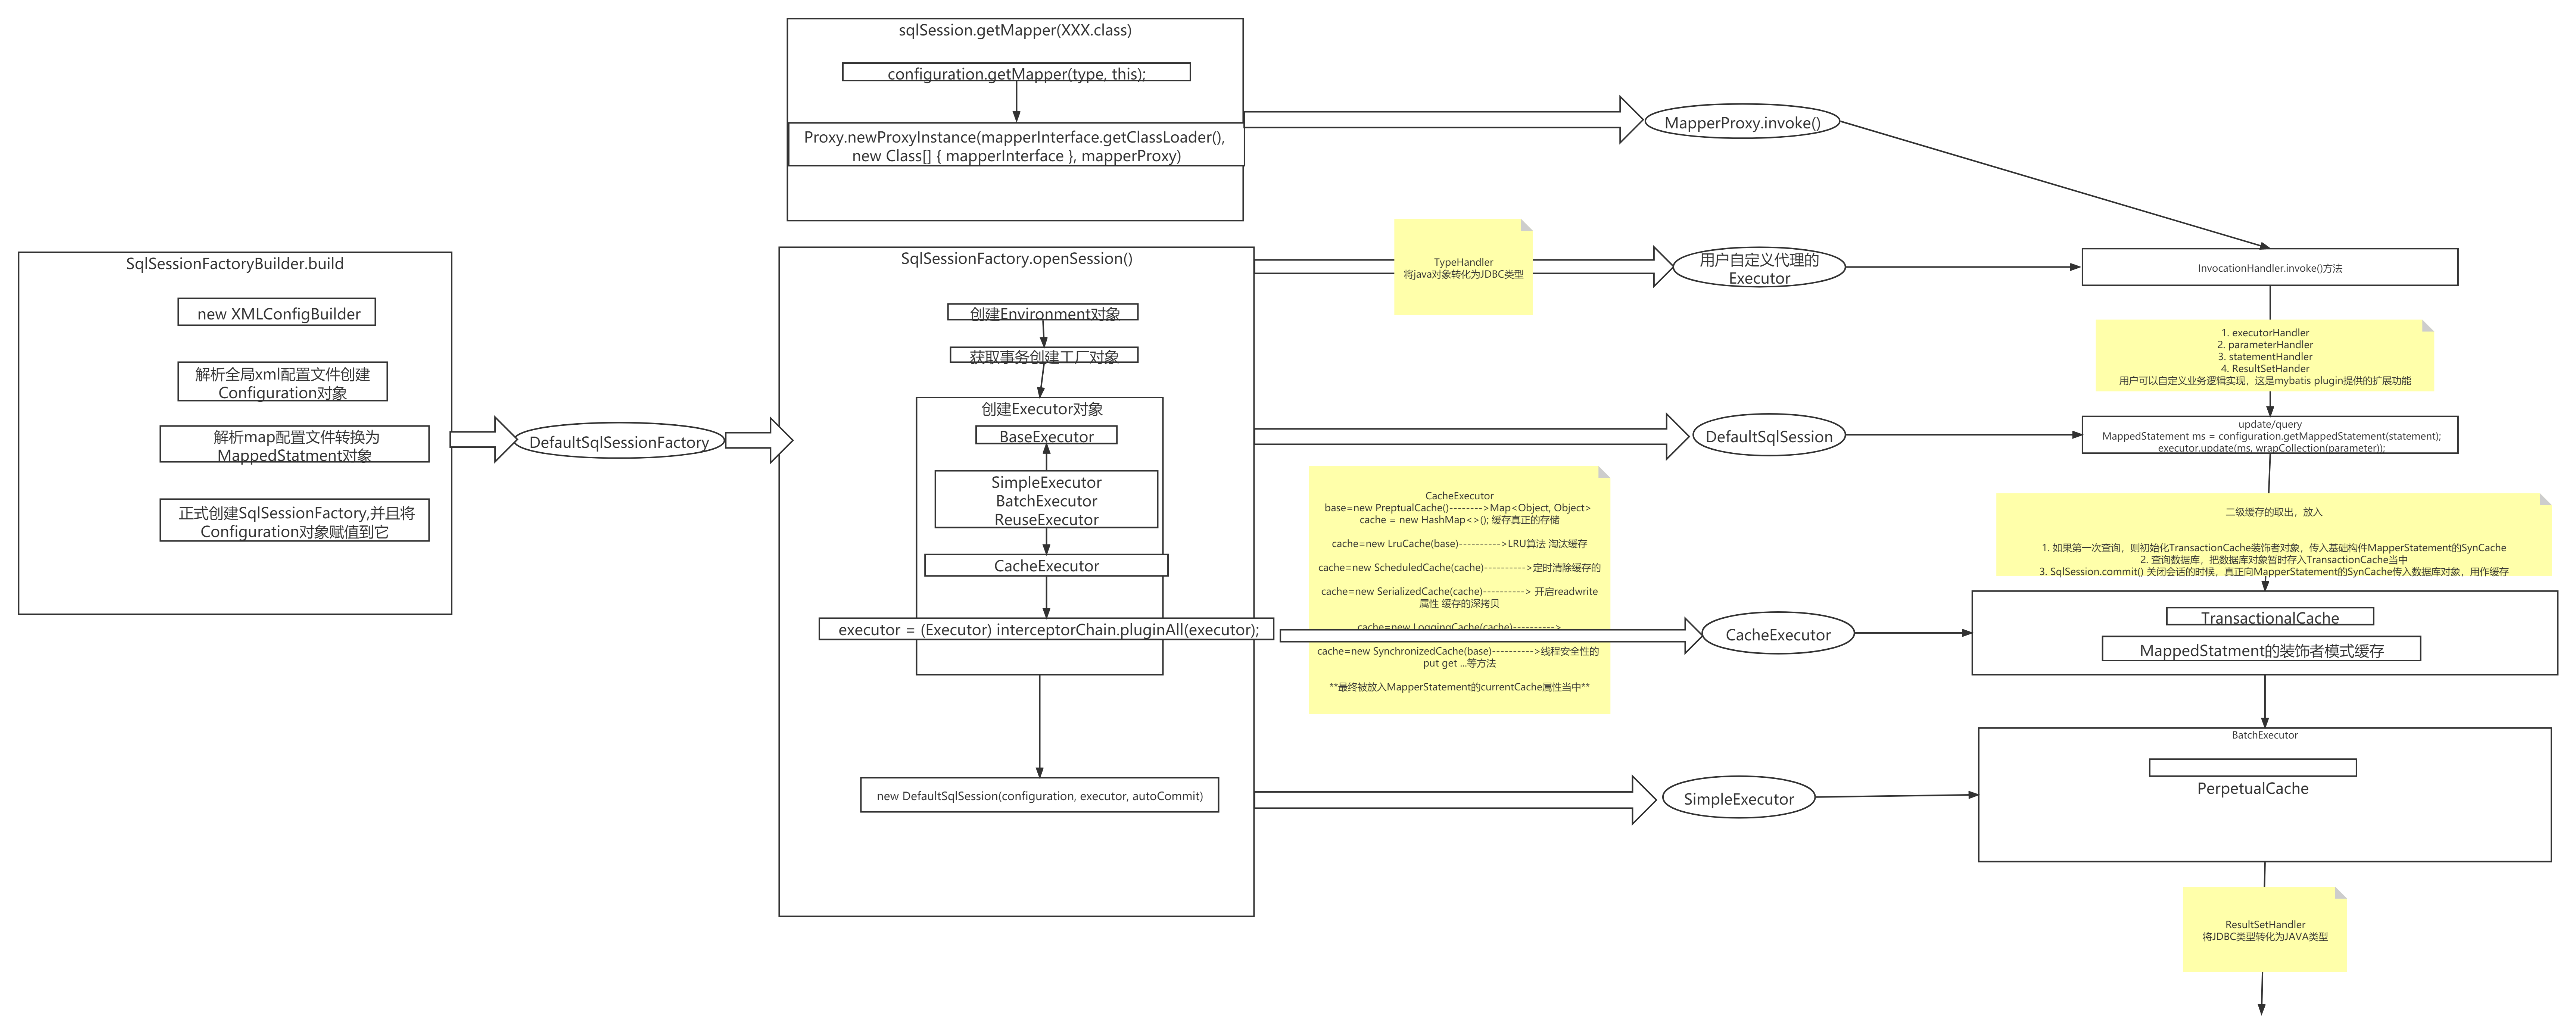 sqlSession.getMapper(XXX.class)
configuration.getMapper(type, this);
Proxy.newProxyInstance(mapperInterface.getClassLoader(),
new Class[] { mapperInterface }, mapperProxy)
MapperProxy.invoke()
SqlSessionFactoryBuilder.build
new XMLConfigBuilder
解析全局xml配置文件创建
Configuration对象
解析map配置文件转换为
MappedStatment对象
正式创建SqlSessionFactory,并且将
Configuration对象赋值到它
DefaultSqlSessionFactory
SqlSessionFactory.openSession()
创建Environment对象
获取事务创建工厂对象
创建Executor对象
BaseExecutor
SimpleExecutor
BatchExecutor
ReuseExecutor
CacheExecutor
executor = (Executor) interceptorChain.pluginAll(executor);
new DefaultSqlSession(configuration, executor, autoCommit)
TypeHandler
将java对象转化为JDBC类型
用户自定义代理的
Executor
InvocationHandler.invoke()方法
1. executorHandler
2. parameterHandler
3. statementHandler
4. ResultSetHander
用户可以自定义业务逻辑实现，这是mybatis plugin提供的扩展功能
DefaultSqlSession
update/query
MappedStatement ms = configuration.getMappedStatement(statement);
executor.update(ms, wrapCollection(parameter));
CacheExecutor
base=new PreptualCache()-------->Map<Object, Object>
cache = new HashMap<>(); 缓存真正的存储
cache=new LruCache(base)---------->LRU算法 淘汰缓存
cache=new ScheduledCache(cache)---------->定时清除缓存的
cache=new SerializedCache(cache)----------> 开启readwrite
属性 缓存的深拷贝
cache=new LoggingCache(cache)---------->
cache=new SynchronizedCache(base)---------->线程安全性的
put get ...等方法
**最终被放入MapperStatement的currentCache属性当中**
二级缓存的取出，放入
1. 如果第一次查询，则初始化TransactionCache装饰者对象，传入基础构件MapperStatement的SynCache
2. 查询数据库，把数据库对象暂时存入TransactionCache当中
3. SqlSession.commit() 关闭会话的时候，真正向MapperStatement的SynCache传入数据库对象，用作缓存
CacheExecutor
TransactionalCache
MappedStatment的装饰者模式缓存
SimpleExecutor
BatchExecutor
PerpetualCache
ResultSetHandler
将JDBC类型转化为JAVA类型